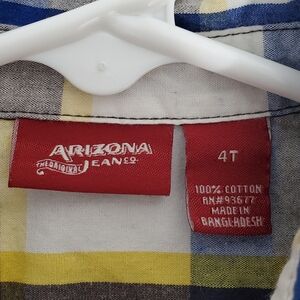 ARIZONA
THE ORIGINAL JEAN CO.
4T
100% COTTON
RN#93677
MADE IN
BANGLADESH